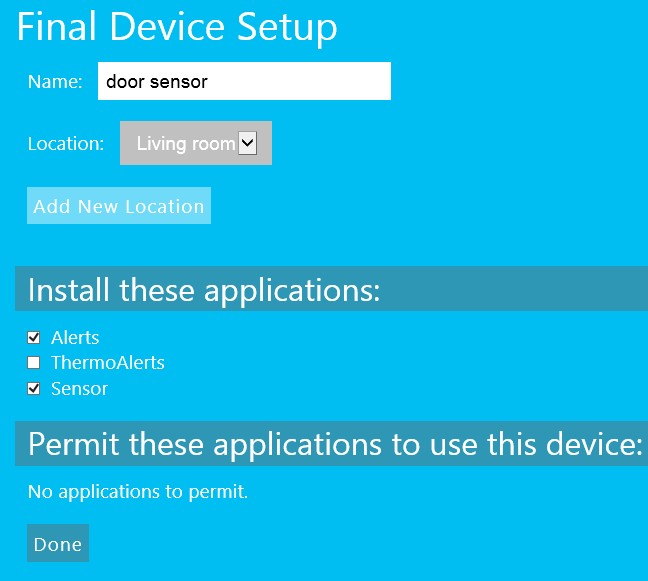 Final Device Setup
Name: door sensor
Location: Living room
Add New Location
Install these applications:
Alerts
ThermoAlerts
Sensor
Permit these applications to use this device:
No applications to permit.
Done